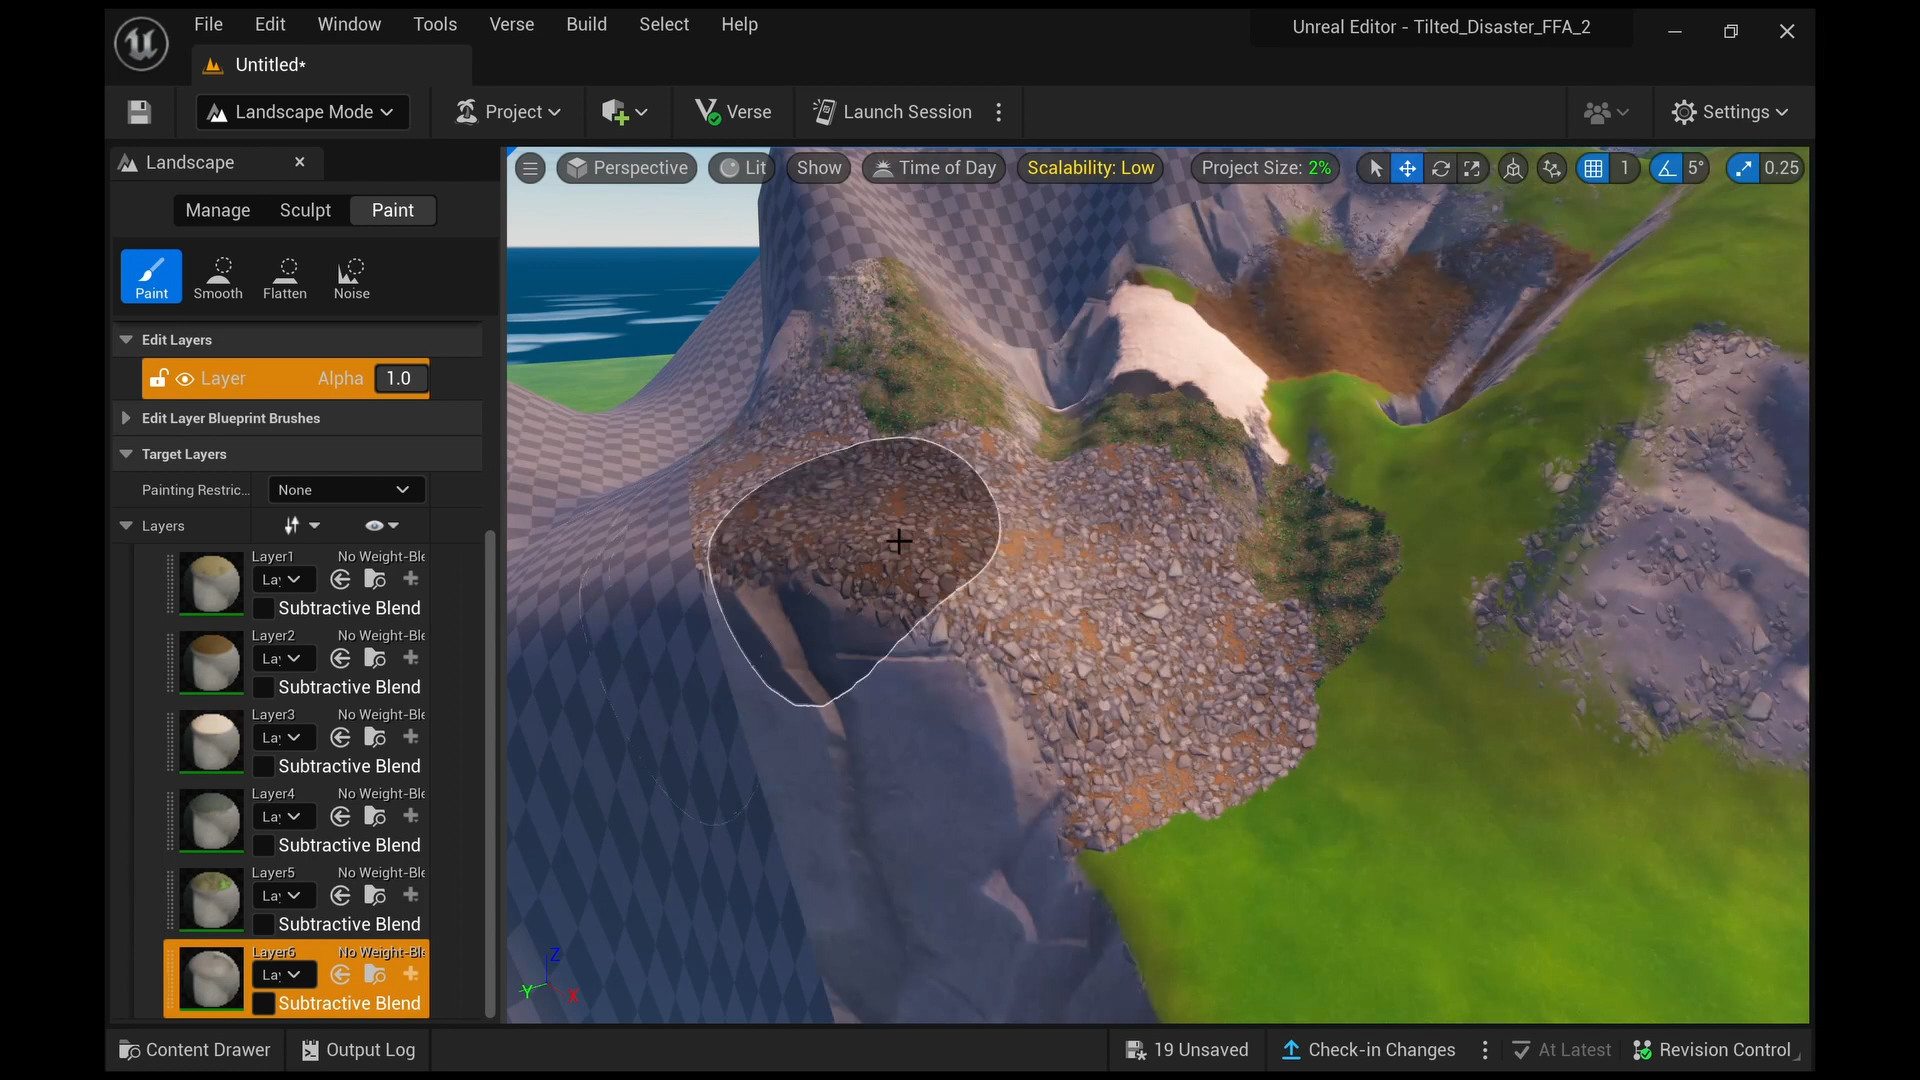 File Edit Window Tools Verse Build Select Help
Unreal Editor - Tilted_Disaster_FFA_2
Untitled*
Landscape Mode Project Verse Launch Session Settings
Landscape
Perspective Lit Show Time of Day Scalability: Low Project Size: 2% 1 5° 0.25
Manage Sculpt Paint
Paint Smooth Flatten Noise
Edit Layers
Layer Alpha 1.0
Edit Layer Blueprint Brushes
Target Layers
Painting Restric... None
Layers
Layer1 No Weight-Ble
La
Subtractive Blend
Layer2 No Weight-Ble
La
Subtractive Blend
Layer3 No Weight-Ble
La
Subtractive Blend
Layer4 No Weight-Ble
La
Subtractive Blend
Layer5 No Weight-Ble
La
Subtractive Blend
Layer6 No Weight-Ble
La
Subtractive Blend
Z
Y X
Content Drawer Output Log 19 Unsaved Check-in Changes At Latest Revision Control